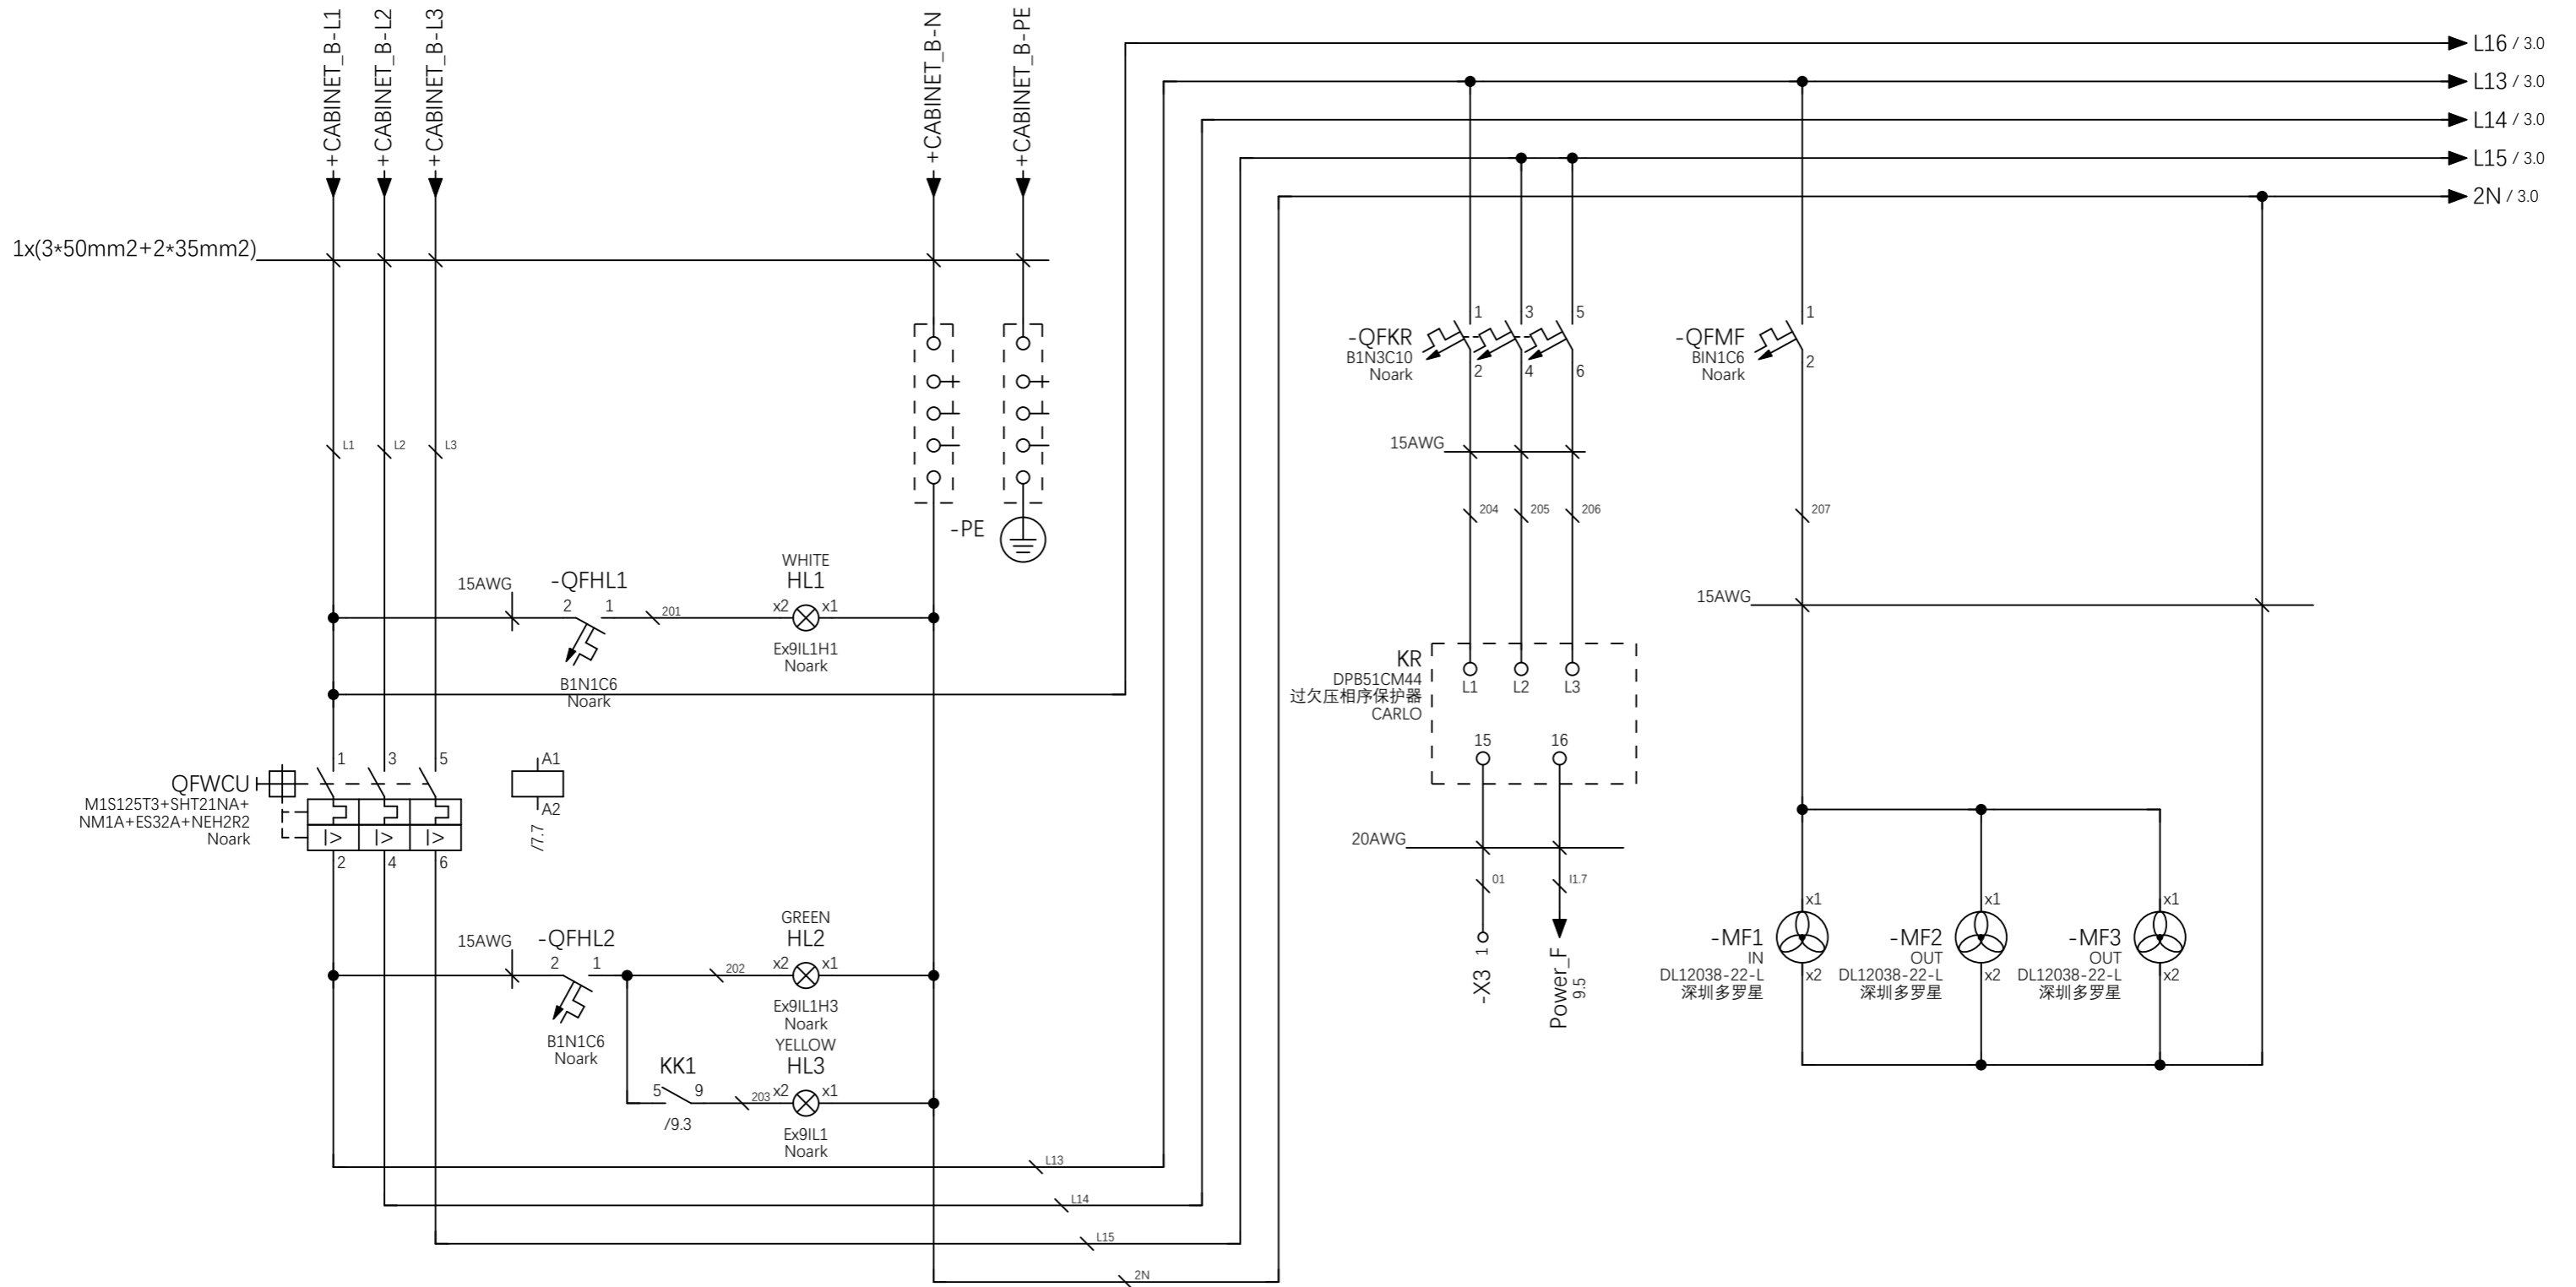 +CABINET_B-L1
+CABINET_B-L2
+CABINET_B-L3
+CABINET_B-N
+CABINET_B-PE
L16 / 3.0
L13 / 3.0
L14 / 3.0
L15 / 3.0
2N / 3.0
1x(3*50mm2+2*35mm2)
L1
L2
L3
-PE
15AWG
-QFHL1
2
1
B1N1C6
Noark
201
WHITE
HL1
x2
x1
Ex9IL1H1
Noark
QFWCU
M1S125T3+SHT21NA+
NM1A+ES32A+NEH2R2
Noark
1
3
5
I>
I>
I>
2
4
6
A1
A2
/7.7
15AWG
-QFHL2
2
1
B1N1C6
Noark
202
GREEN
HL2
x2
x1
Ex9IL1H3
Noark
KK1
5
9
/9.3
203
YELLOW
HL3
x2
x1
Ex9IL1
Noark
L13
L14
L15
2N
-QFKR
B1N3C10
Noark
1
3
5
2
4
6
15AWG
204
205
206
KR
DPB51CM44
过欠压相序保护器
CARLO
L1
L2
L3
15
16
20AWG
01
I1.7
-X3
1
Power_F
9.5
-QFMF
BIN1C6
Noark
1
2
207
15AWG
-MF1
IN
DL12038-22-L
深圳多罗星
x1
x2
-MF2
OUT
DL12038-22-L
深圳多罗星
x1
x2
-MF3
OUT
DL12038-22-L
深圳多罗星
x1
x2